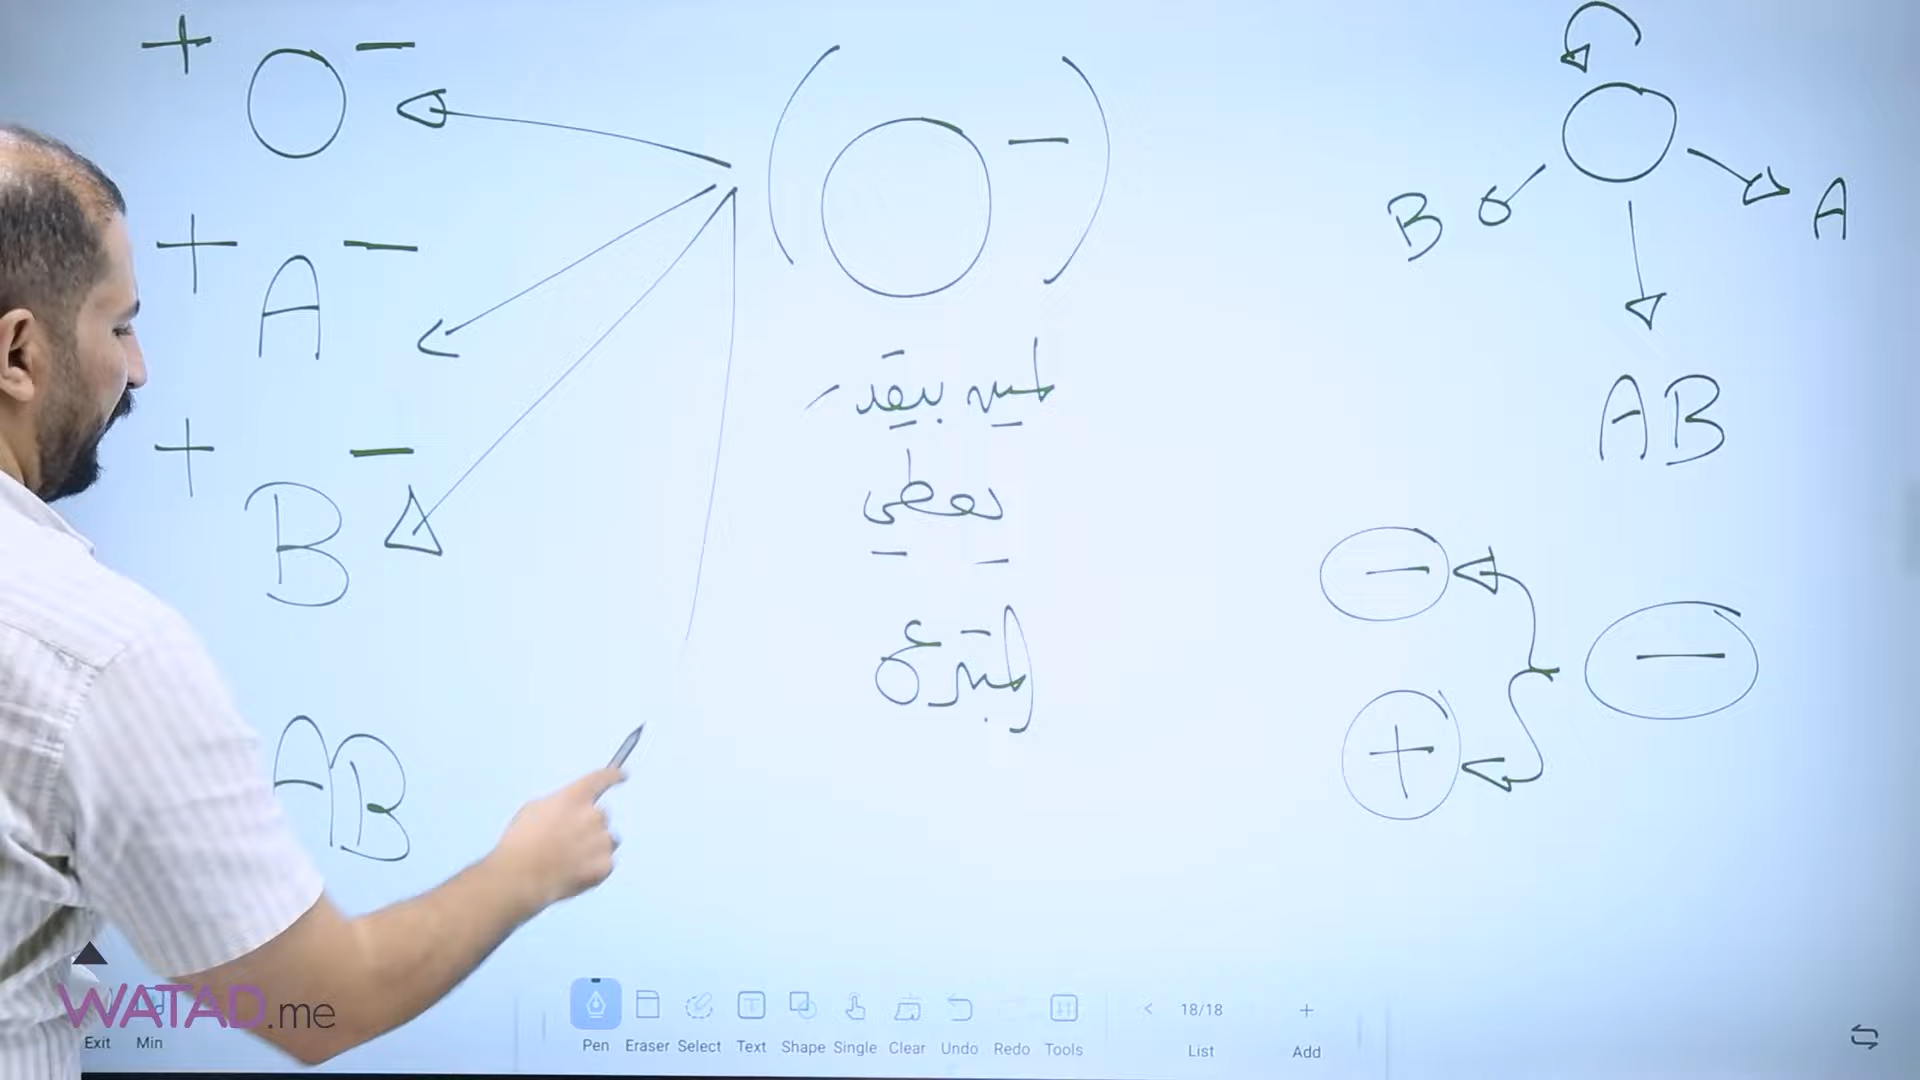 + O −
+ A −
+ B −
AB
( O − )
لمين بيقدر
يعطي
المتبرع
O
B
A
AB
−
+
−
WATAD.me
Exit
Min
Pen
Eraser
Select
Text
Shape
Single
Clear
Undo
Redo
Tools
< 18/18 +
List
Add